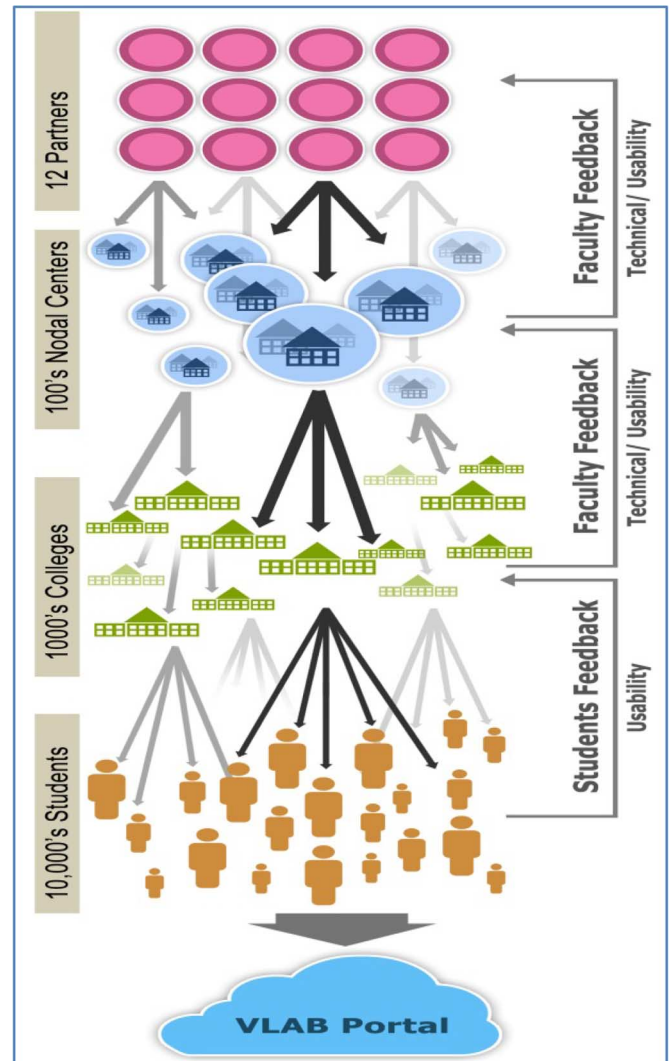 12 Partners
100's Nodal Centers
1000's Colleges
10,000's Students
Faculty Feedback
Technical/ Usability
Faculty Feedback
Technical/ Usability
Students Feedback
Usability
VLAB Portal